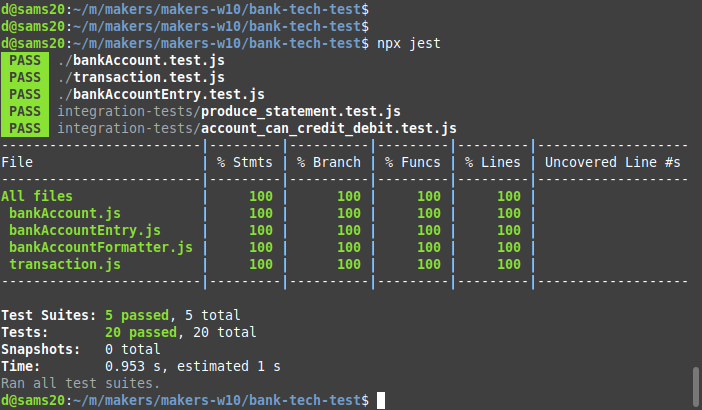 d@sams20:~/m/makers/makers-w10/bank-tech-test$
d@sams20:~/m/makers/makers-w10/bank-tech-test$
d@sams20:~/m/makers/makers-w10/bank-tech-test$ npx jest
PASS ./bankAccount.test.js
PASS ./transaction.test.js
PASS ./bankAccountEntry.test.js
PASS integration-tests/produce_statement.test.js
PASS integration-tests/account_can_credit_debit.test.js
-------------------------|---------|----------|---------|---------|-------------------
File                     | % Stmts | % Branch | % Funcs | % Lines | Uncovered Line #s
-------------------------|---------|----------|---------|---------|-------------------
All files                |     100 |      100 |     100 |     100 |
 bankAccount.js          |     100 |      100 |     100 |     100 |
 bankAccountEntry.js     |     100 |      100 |     100 |     100 |
 bankAccountFormatter.js |     100 |      100 |     100 |     100 |
 transaction.js          |     100 |      100 |     100 |     100 |
-------------------------|---------|----------|---------|---------|-------------------
Test Suites: 5 passed, 5 total
Tests:       20 passed, 20 total
Snapshots:   0 total
Time:        0.953 s, estimated 1 s
Ran all test suites.
d@sams20:~/m/makers/makers-w10/bank-tech-test$